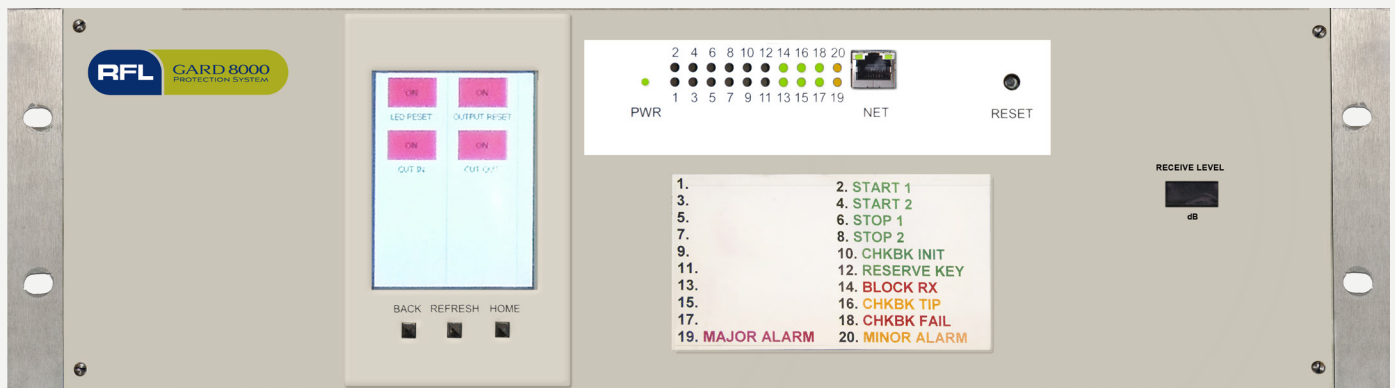 RFL
GARD 8000
PROTECTION SYSTEM
ON ON
LED RESET OUTPUT RESET
ON ON
CUT IN CUT OUT
BACK REFRESH HOME
2 4 6 8 10 12 14 16 18 20
1 3 5 7 9 11 13 15 17 19
PWR
NET
RESET
1. 2. START 1
3. 4. START 2
5. 6. STOP 1
7. 8. STOP 2
9. 10. CHKBK INIT
11. 12. RESERVE KEY
13. 14. BLOCK RX
15. 16. CHKBK TIP
17. 18. CHKBK FAIL
19. MAJOR ALARM 20. MINOR ALARM
RECEIVE LEVEL
dB